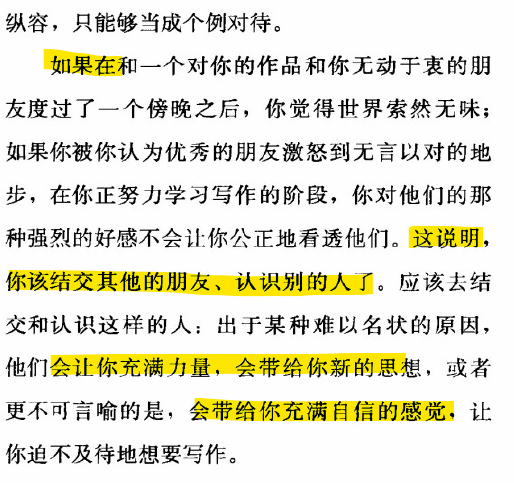 纵容，只能够当成个例对待。
如果在和一个对你的作品和你无动于衷的朋
友度过了一个傍晚之后，你觉得世界索然无味；
如果你被你认为优秀的朋友激怒到无言以对的地
步，在你正努力学习写作的阶段，你对他们的那
种强烈的好感不会让你公正地看透他们。这说明，
你该结交其他的朋友、认识别的人了。应该去结
交和认识这样的人：出于某种难以名状的原因，
他们会让你充满力量，会带给你新的思想，或者
更不可言喻的是，会带给你充满自信的感觉，让
你迫不及待地想要写作。